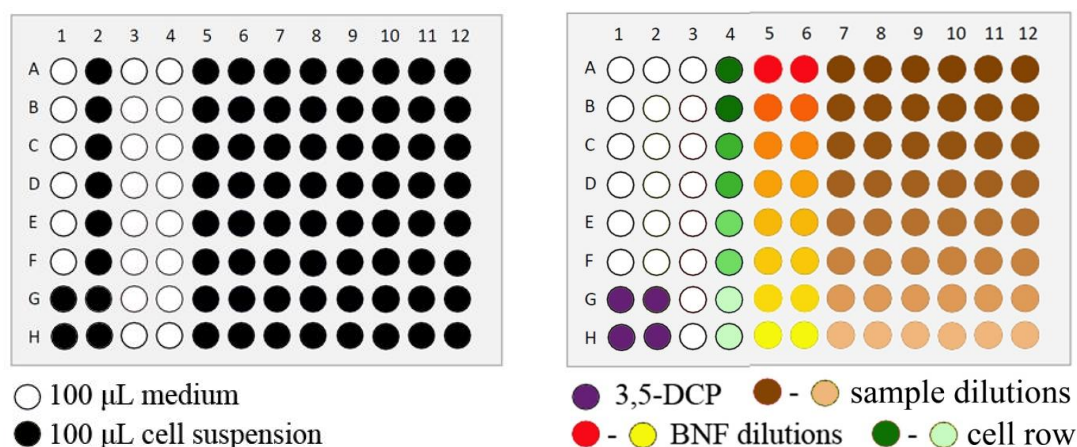 1 2 3 4 5 6 7 8 9 10 11 12
A
B
C
D
E
F
G
H
100 µL medium
100 µL cell suspension
1 2 3 4 5 6 7 8 9 10 11 12
A
B
C
D
E
F
G
H
3,5-DCP - sample dilutions
- BNF dilutions - cell row